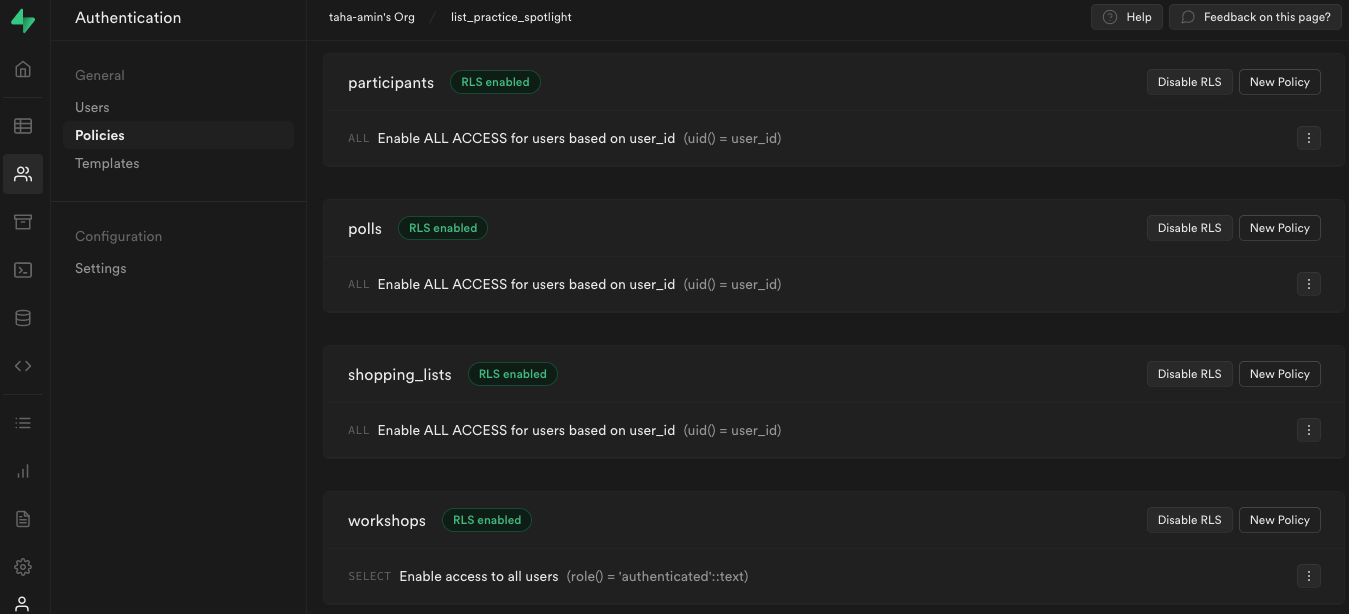 Authentication
taha-amin's Org / list_practice_spotlight
Help
Feedback on this page?
General
Users
Policies
Templates
Configuration
Settings
participants RLS enabled Disable RLS New Policy
ALL Enable ALL ACCESS for users based on user_id (uid() = user_id)
polls RLS enabled Disable RLS New Policy
ALL Enable ALL ACCESS for users based on user_id (uid() = user_id)
shopping_lists RLS enabled Disable RLS New Policy
ALL Enable ALL ACCESS for users based on user_id (uid() = user_id)
workshops RLS enabled Disable RLS New Policy
SELECT Enable access to all users (role() = 'authenticated'::text)